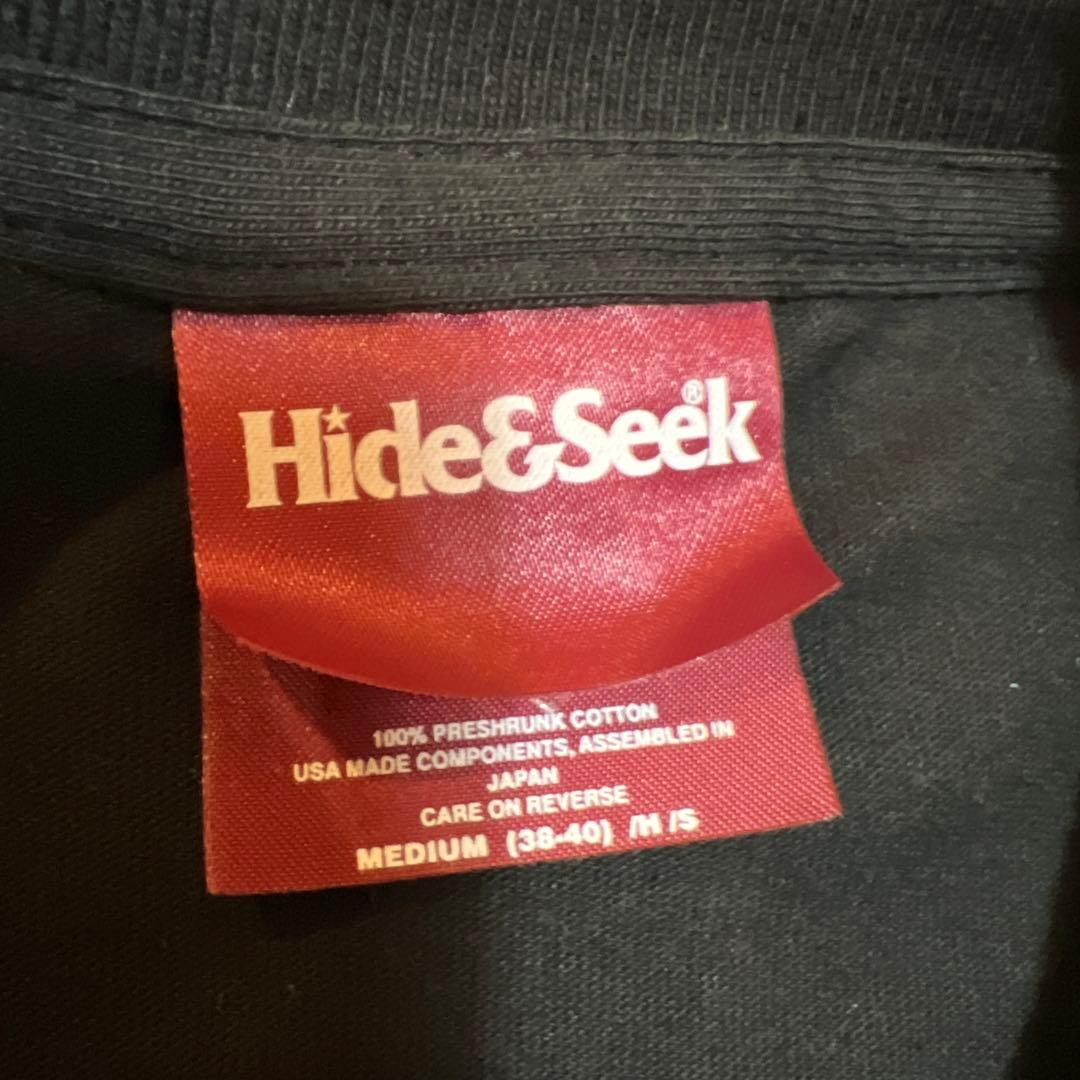 Hide&Seek®
100% PRESHRUNK COTTON
USA MADE COMPONENTS, ASSEMBLED IN
JAPAN
CARE ON REVERSE
MEDIUM (38-40) /H /S